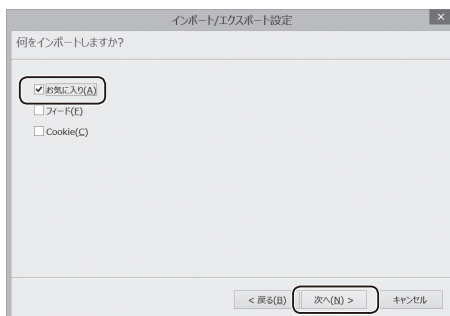 インポート/エクスポート設定
×
何をインポートしますか?
お気に入り(A)
フィード(E)
Cookie(C)
< 戻る(B) 次へ(N) > キャンセル